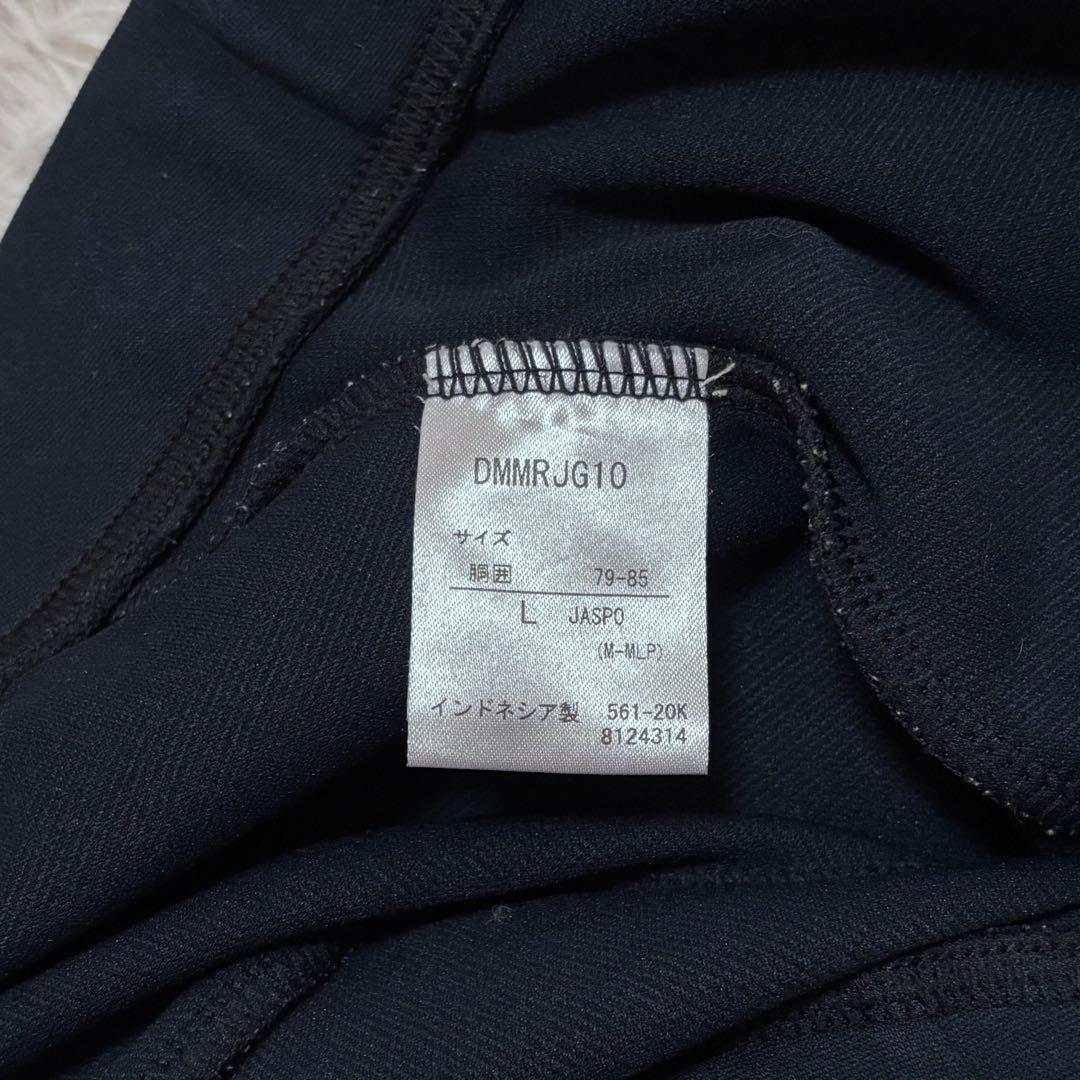 DMMRJG10
サイズ
胴囲 79-85
L JASPO
(M-MLP)
インドネシア製 561-20K
8124314